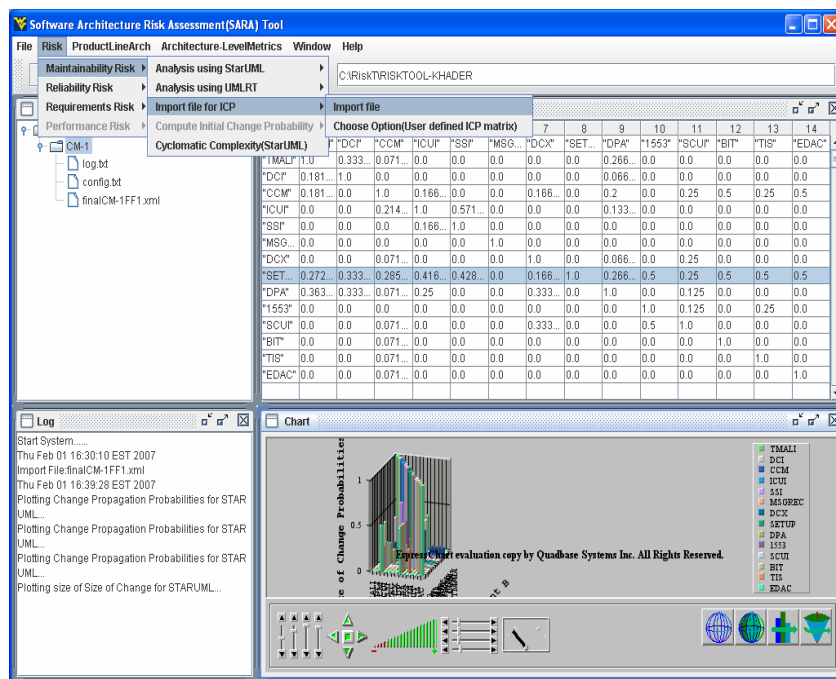 Software Architecture Risk Assessment(SARA) Tool
File Risk ProductLineArch Architecture-LevelMetrics Window Help
Maintainability Risk
Reliability Risk
Requirements Risk
Performance Risk
Analysis using StarUML
Analysis using UMLRT
Import file for ICP
Compute Initial Change Probability
Cyclomatic Complexity(StarUML)
Import file
Choose Option(User defined ICP matrix)
C:\RiskT\RISKTOOL-KHADER
CM-1
log.txt
config.txt
finalCM-1FF1.xml
7 8 9 10 11 12 13 14
"DCI" "CCM" "ICUI" "SSI" "MSG... "DCX" "SET... "DPA" "1553" "SCUI" "BIT" "TIS" "EDAC"
"TMALI" 1.0 0.333... 0.071... 0.0 0.0 0.0 0.0 0.0 0.266... 0.0 0.0 0.0 0.0 0.0
"DCI" 0.181... 1.0 0.0 0.0 0.0 0.0 0.0 0.0 0.066... 0.0 0.0 0.0 0.0 0.0
"CCM" 0.181... 0.0 1.0 0.166... 0.0 0.0 0.166... 0.0 0.2 0.0 0.25 0.5 0.25 0.5
"ICUI" 0.0 0.0 0.214... 1.0 0.571... 0.0 0.0 0.0 0.133... 0.0 0.0 0.0 0.0 0.0
"SSI" 0.0 0.0 0.0 0.166... 1.0 0.0 0.0 0.0 0.0 0.0 0.0 0.0 0.0 0.0
"MSG... 0.0 0.0 0.0 0.0 0.0 1.0 0.0 0.0 0.0 0.0 0.0 0.0 0.0 0.0
"DCX" 0.0 0.0 0.071... 0.0 0.0 0.0 1.0 0.0 0.066... 0.0 0.25 0.0 0.0 0.0
"SET... 0.272... 0.333... 0.285... 0.416... 0.428... 0.0 0.166... 1.0 0.266... 0.5 0.25 0.5 0.5 0.5
"DPA" 0.363... 0.333... 0.071... 0.25 0.0 0.0 0.333... 0.0 1.0 0.0 0.125 0.0 0.0 0.0
"1553" 0.0 0.0 0.0 0.0 0.0 0.0 0.0 0.0 0.0 1.0 0.125 0.0 0.25 0.0
"SCUI" 0.0 0.0 0.071... 0.0 0.0 0.0 0.333... 0.0 0.0 0.5 1.0 0.0 0.0 0.0
"BIT" 0.0 0.0 0.071... 0.0 0.0 0.0 0.0 0.0 0.0 0.0 0.0 1.0 0.0 0.0
"TIS" 0.0 0.0 0.071... 0.0 0.0 0.0 0.0 0.0 0.0 0.0 0.0 0.0 1.0 0.0
"EDAC" 0.0 0.0 0.071... 0.0 0.0 0.0 0.0 0.0 0.0 0.0 0.0 0.0 0.0 1.0
Log
Start System......
Thu Feb 01 16:30:10 EST 2007
Import File:finalCM-1FF1.xml
Thu Feb 01 16:39:28 EST 2007
Plotting Change Propagation Probabilities for STAR
UML...
Plotting Change Propagation Probabilities for STAR
UML...
Plotting Change Propagation Probabilities for STAR
UML...
Plotting size of Size of Change for STARUML...
Chart
of Change Probabilities
1
0.5
0
ExpressChart evaluation copy by Quadbase Systems Inc. All Rights Reserved.
TMALI
DCI
CCM
ICUI
SSI
MSGREC
DCX
SETUP
DPA
1553
SCUI
BIT
TIS
EDAC